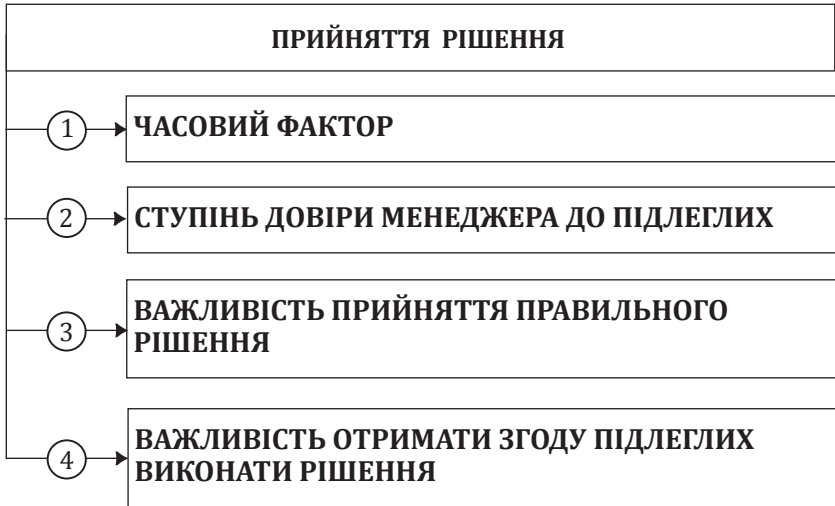 ПРИЙНЯТТЯ РІШЕННЯ
1
ЧАСОВИЙ ФАКТОР
2
СТУПІНЬ ДОВІРИ МЕНЕДЖЕРА ДО ПІДЛЕГЛИХ
3
ВАЖЛИВІСТЬ ПРИЙНЯТТЯ ПРАВИЛЬНОГО
РІШЕННЯ
4
ВАЖЛИВІСТЬ ОТРИМАТИ ЗГОДУ ПІДЛЕГЛИХ
ВИКОНАТИ РІШЕННЯ